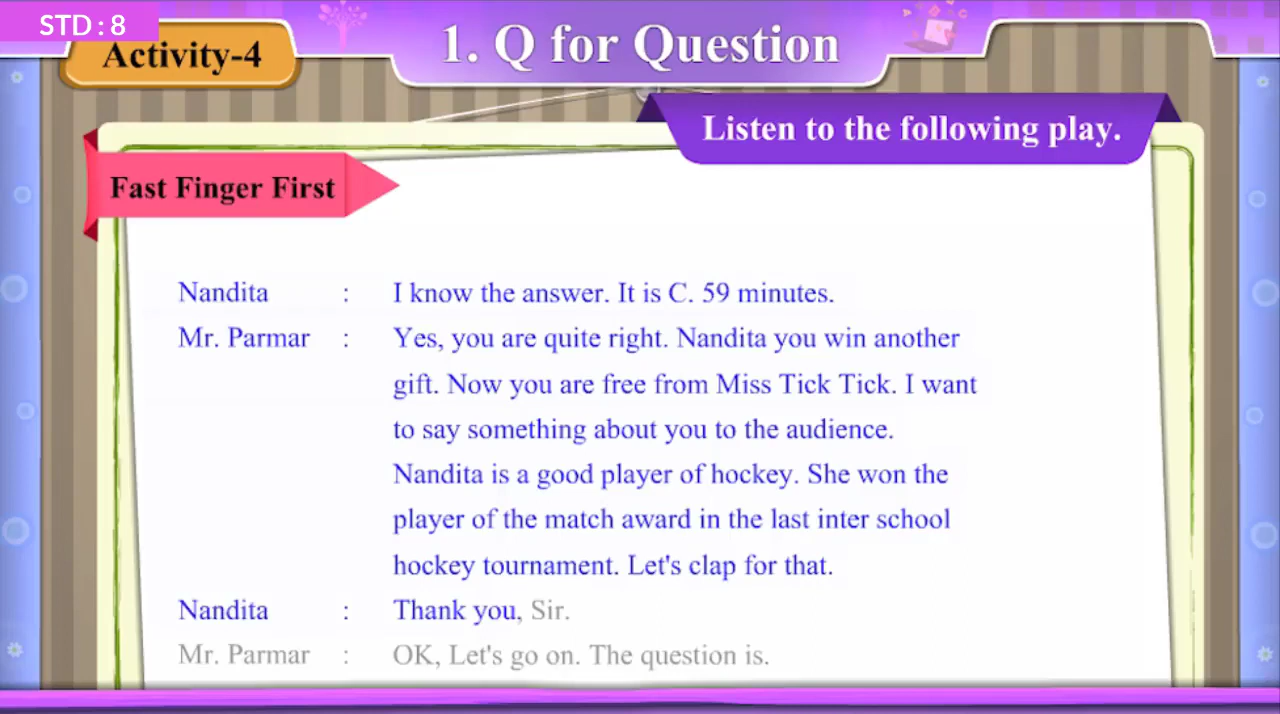 STD : 8
Activity-4
1. Q for Question
Listen to the following play.
Fast Finger First
Nandita : I know the answer. It is C. 59 minutes.
Mr. Parmar : Yes, you are quite right. Nandita you win another
gift. Now you are free from Miss Tick Tick. I want
to say something about you to the audience.
Nandita is a good player of hockey. She won the
player of the match award in the last inter school
hockey tournament. Let's clap for that.
Nandita : Thank you, Sir.
Mr. Parmar : OK, Let's go on. The question is.